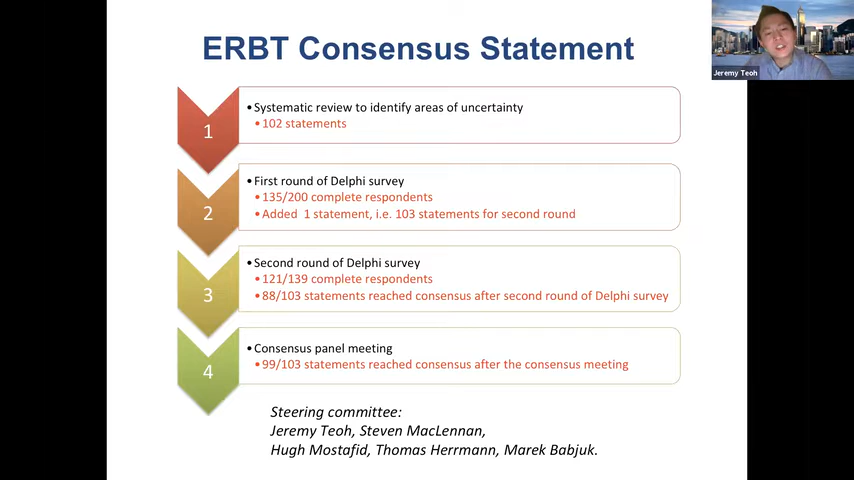 ERBT Consensus Statement
Jeremy Teoh
1
•Systematic review to identify areas of uncertainty
•102 statements
2
•First round of Delphi survey
•135/200 complete respondents
•Added 1 statement, i.e. 103 statements for second round
3
•Second round of Delphi survey
•121/139 complete respondents
•88/103 statements reached consensus after second round of Delphi survey
4
•Consensus panel meeting
•99/103 statements reached consensus after the consensus meeting
Steering committee:
Jeremy Teoh, Steven MacLennan,
Hugh Mostafid, Thomas Herrmann, Marek Babjuk.